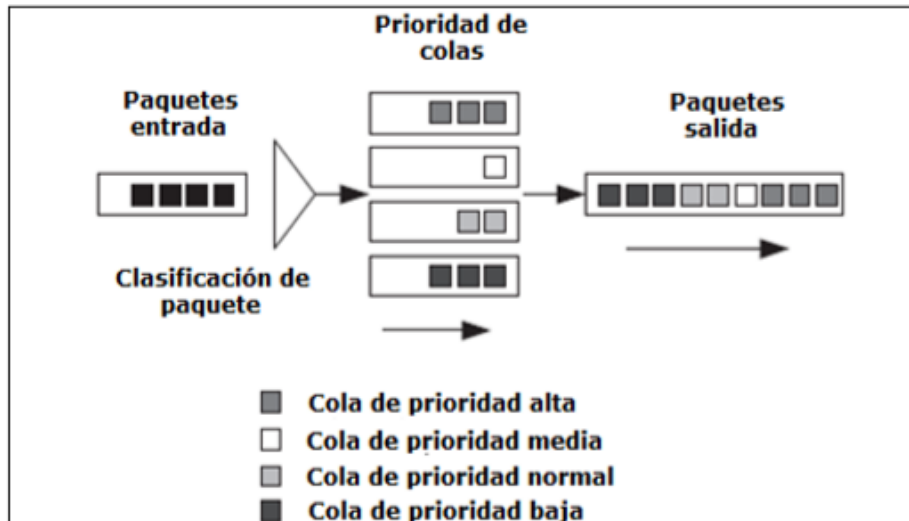 Prioridad de
colas
Paquetes
entrada
Paquetes
salida
Clasificación de
paquete
Cola de prioridad alta
Cola de prioridad media
Cola de prioridad normal
Cola de prioridad baja